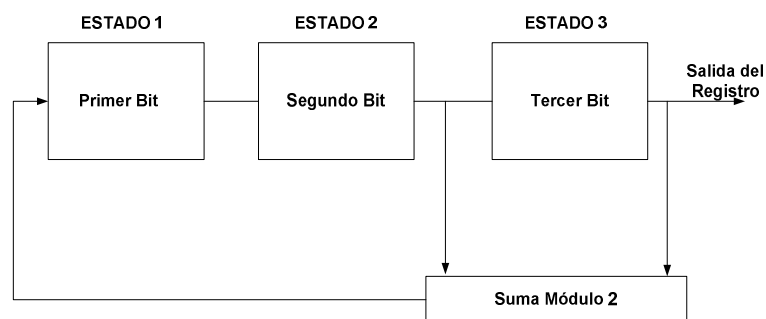 ESTADO 1
ESTADO 2
ESTADO 3
Primer Bit
Segundo Bit
Tercer Bit
Salida del
Registro
Suma Módulo 2